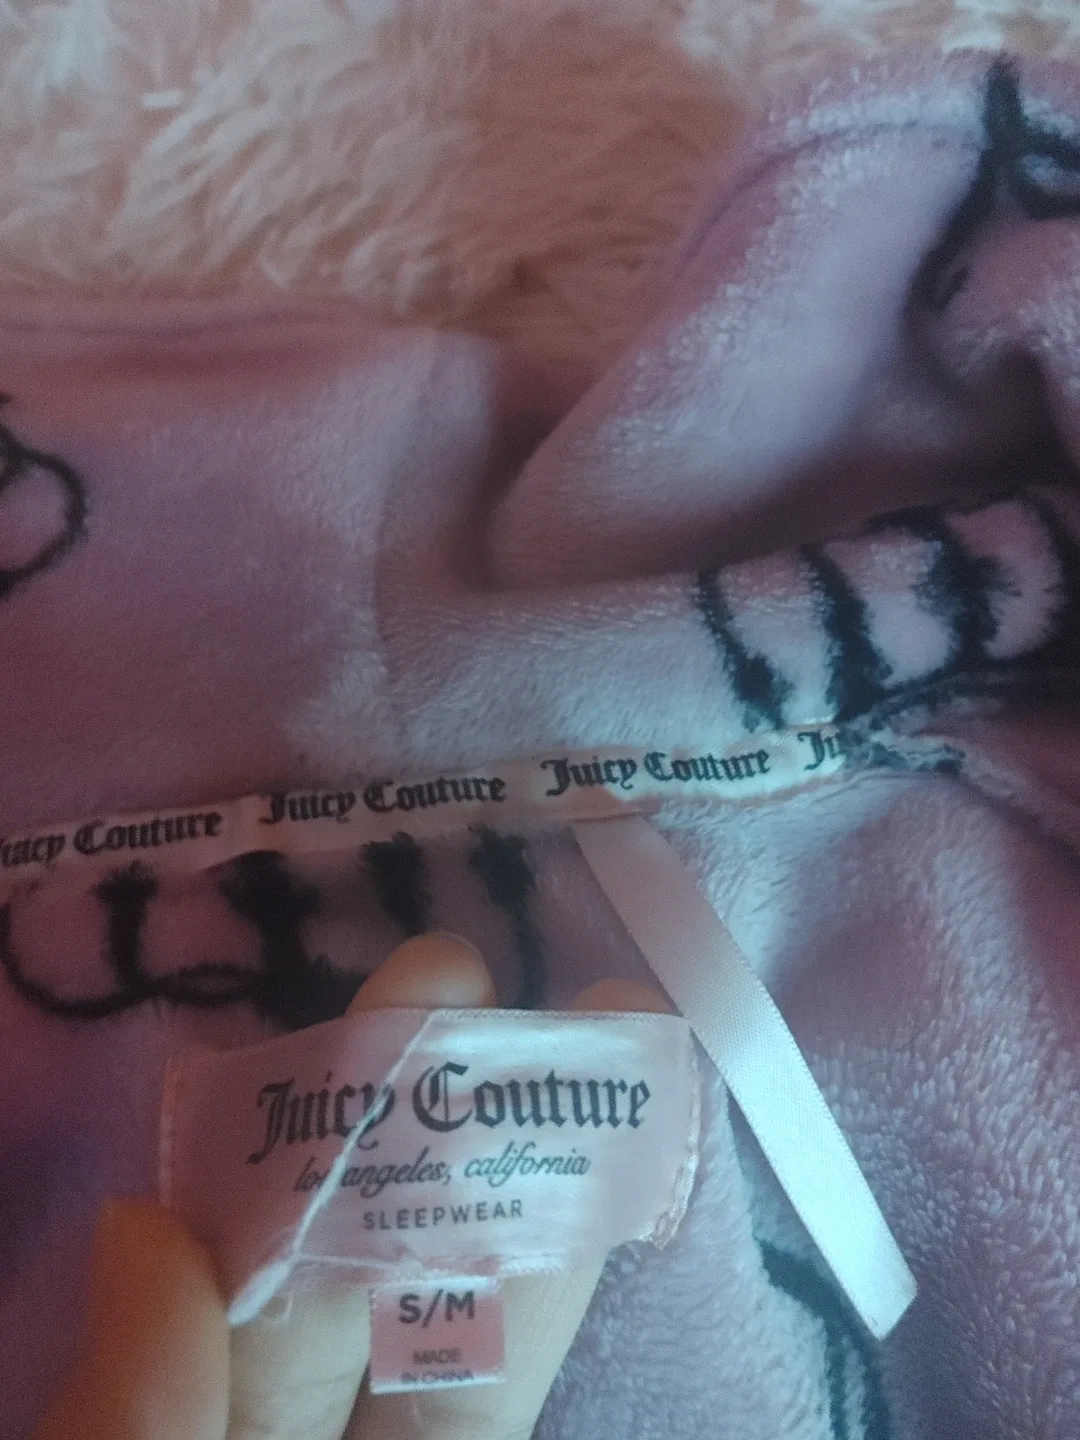 Juicy Couture Juicy Couture Juicy Couture
Juicy Couture
los angeles, california
SLEEPWEAR
S/M
MADE
IN CHINA